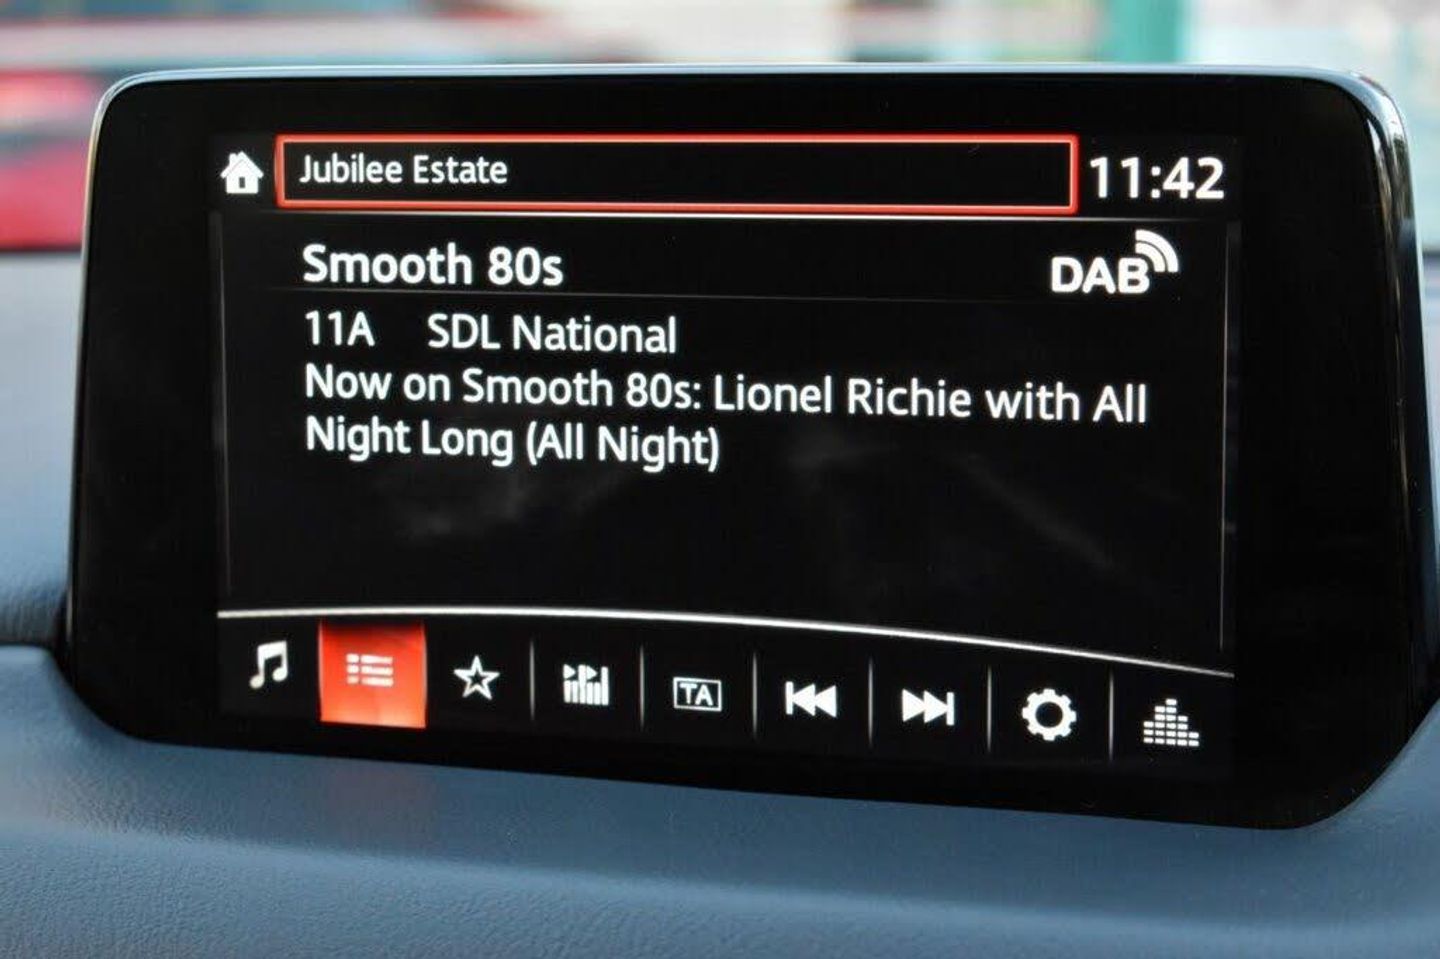 Jubilee Estate
11:42
Smooth 80s
DAB
11A SDL National
Now on Smooth 80s: Lionel Richie with All
Night Long (All Night)
TA